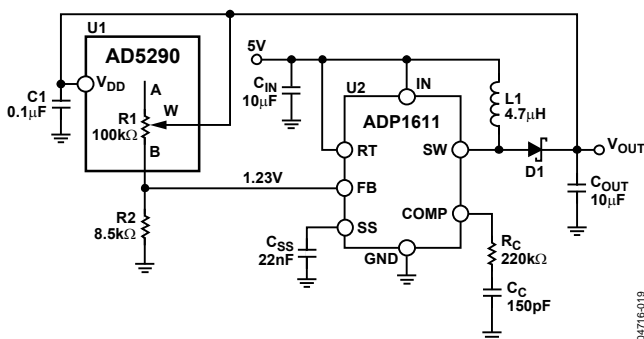 U1
AD5290
V_DD
A
W
R1
100kΩ
B
C1
0.1μF
R2
8.5kΩ
1.23V
5V
C_IN
10μF
U2
IN
ADP1611
RT
SW
FB
COMP
SS
GND
C_SS
22nF
L1
4.7μH
D1
V_OUT
C_OUT
10μF
R_C
220kΩ
C_C
150pF
04716-019